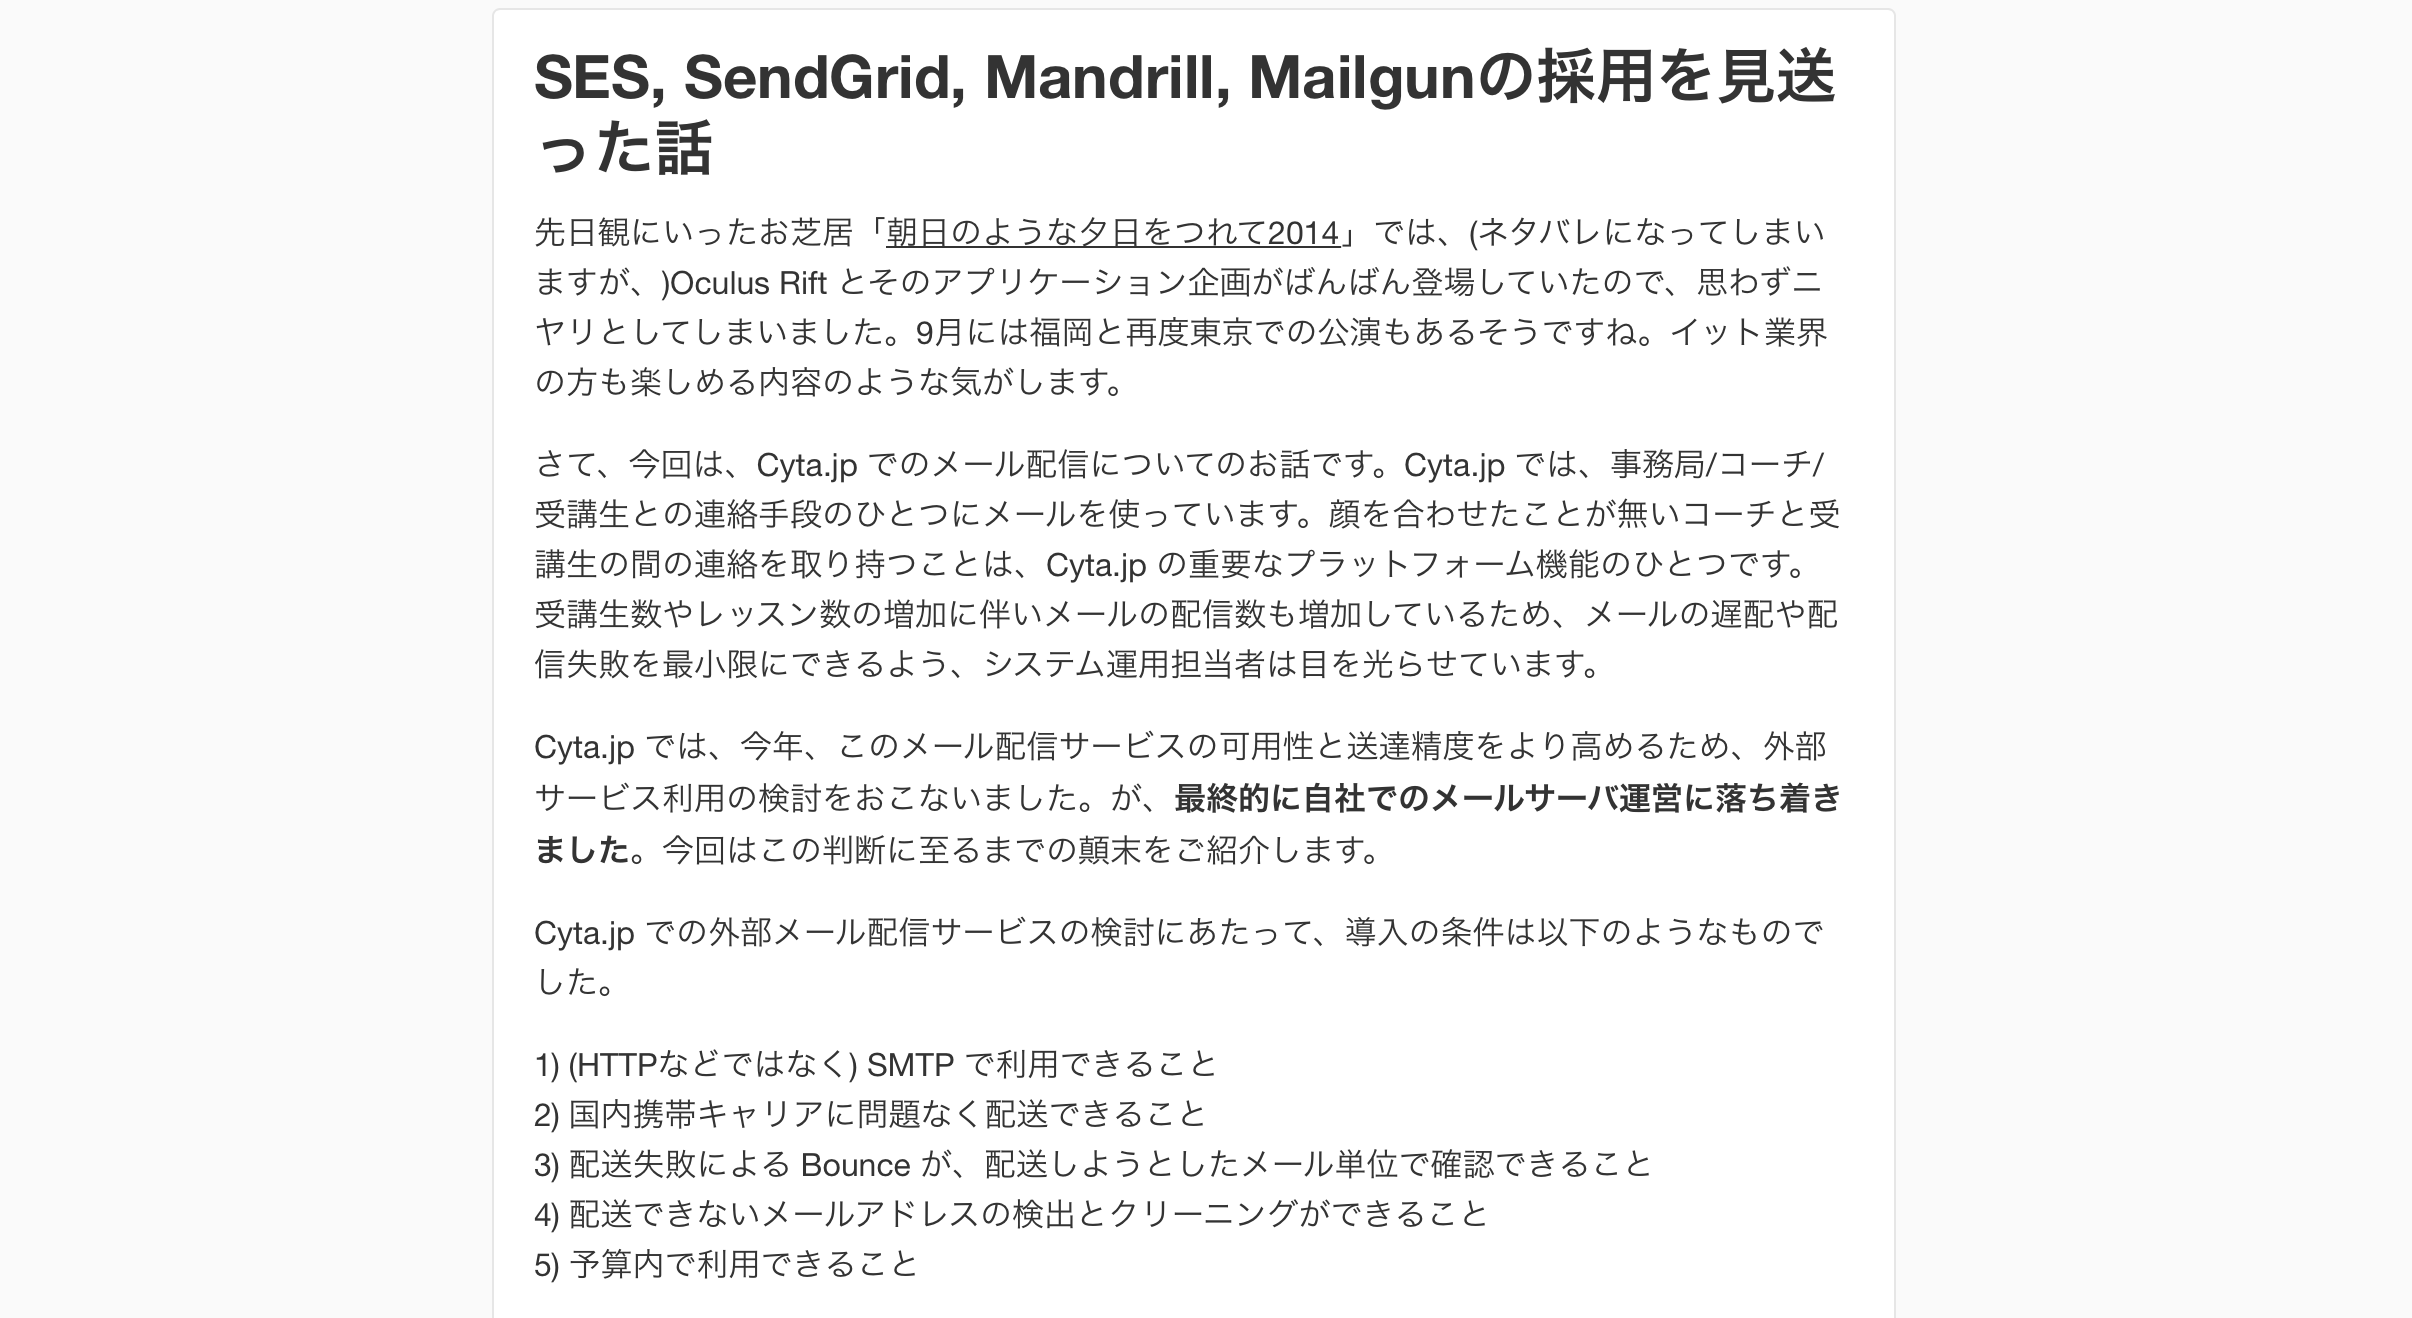 SES, SendGrid, Mandrill, Mailgunの採用を見送
った話
先日観にいったお芝居「朝日のような夕日をつれて2014」では、(ネタバレになってしまい
ますが、)Oculus Rift とそのアプリケーション企画がばんばん登場していたので、思わずニ
ヤリとしてしまいました。9月には福岡と再度東京での公演もあるそうですね。イット業界
の方も楽しめる内容のような気がします。
さて、今回は、Cyta.jp でのメール配信についてのお話です。Cyta.jp では、事務局/コーチ/
受講生との連絡手段のひとつにメールを使っています。顔を合わせたことが無いコーチと受
講生の間の連絡を取り持つことは、Cyta.jp の重要なプラットフォーム機能のひとつです。
受講生数やレッスン数の増加に伴いメールの配信数も増加しているため、メールの遅配や配
信失敗を最小限にできるよう、システム運用担当者は目を光らせています。
Cyta.jp では、今年、このメール配信サービスの可用性と送達精度をより高めるため、外部
サービス利用の検討をおこないました。が、最終的に自社でのメールサーバ運営に落ち着き
ました。今回はこの判断に至るまでの顛末をご紹介します。
Cyta.jp での外部メール配信サービスの検討にあたって、導入の条件は以下のようなもので
した。
1) (HTTPなどではなく) SMTP で利用できること
2) 国内携帯キャリアに問題なく配送できること
3) 配送失敗による Bounce が、配送しようとしたメール単位で確認できること
4) 配送できないメールアドレスの検出とクリーニングができること
5) 予算内で利用できること